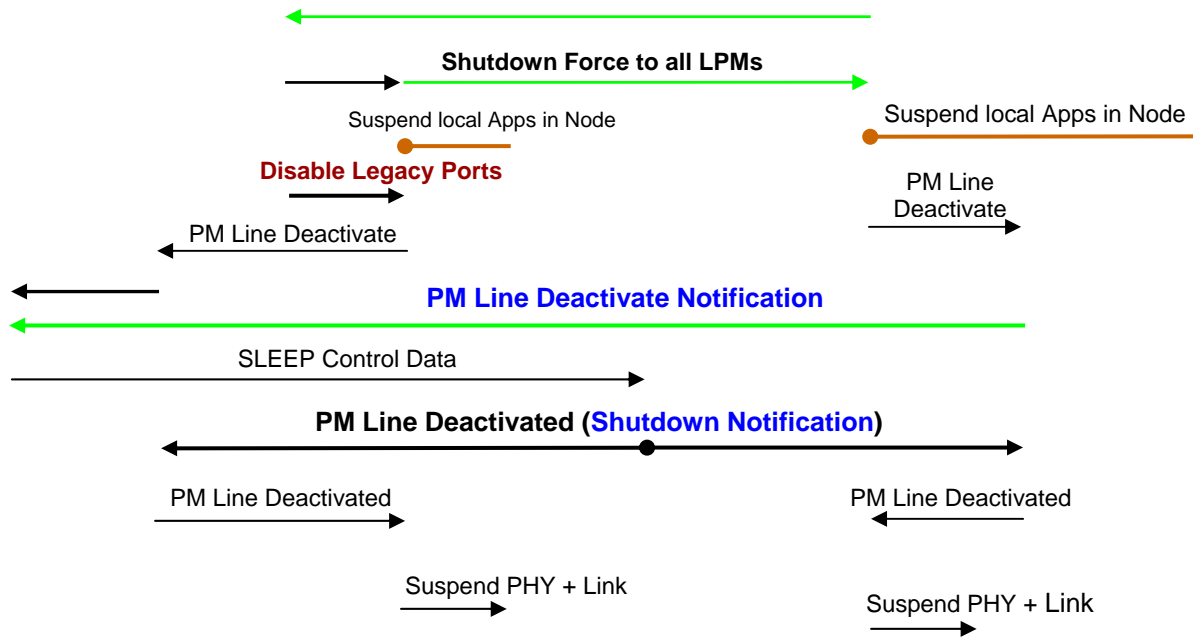 Shutdown Force to all LPMs
Suspend local Apps in Node
Suspend local Apps in Node
Disable Legacy Ports
PM Line
Deactivate
PM Line Deactivate
PM Line Deactivate Notification
SLEEP Control Data
PM Line Deactivated (Shutdown Notification)
PM Line Deactivated
PM Line Deactivated
Suspend PHY + Link
Suspend PHY + Link